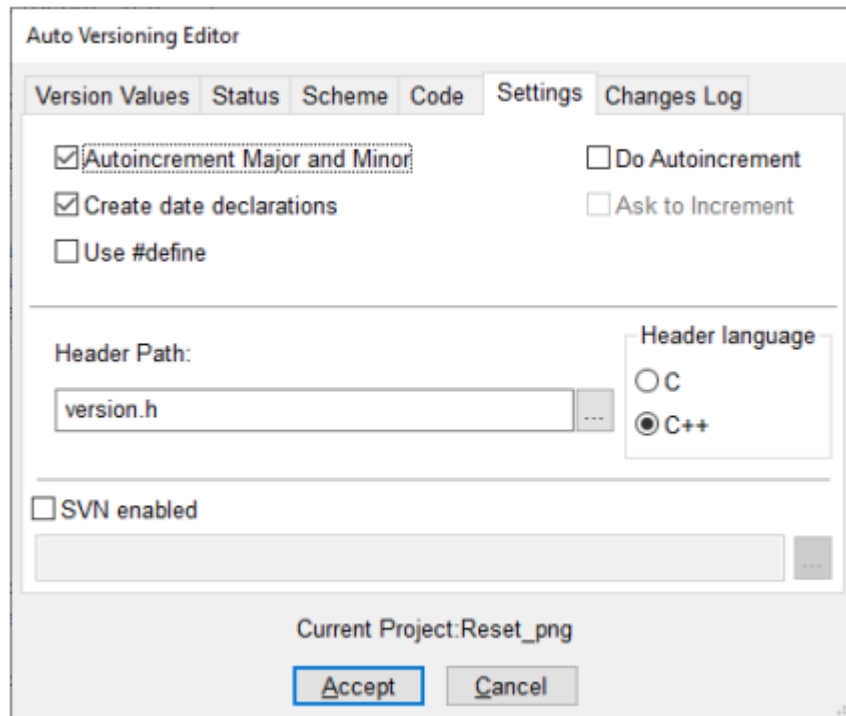 Auto Versioning Editor
Version Values Status Scheme Code Settings Changes Log
Autoincrement Major and Minor Do Autoincrement
Create date declarations Ask to Increment
Use #define
Header language
Header Path:
C
version.h ...
C++
SVN enabled
...
Current Project:Reset_png
Accept Cancel